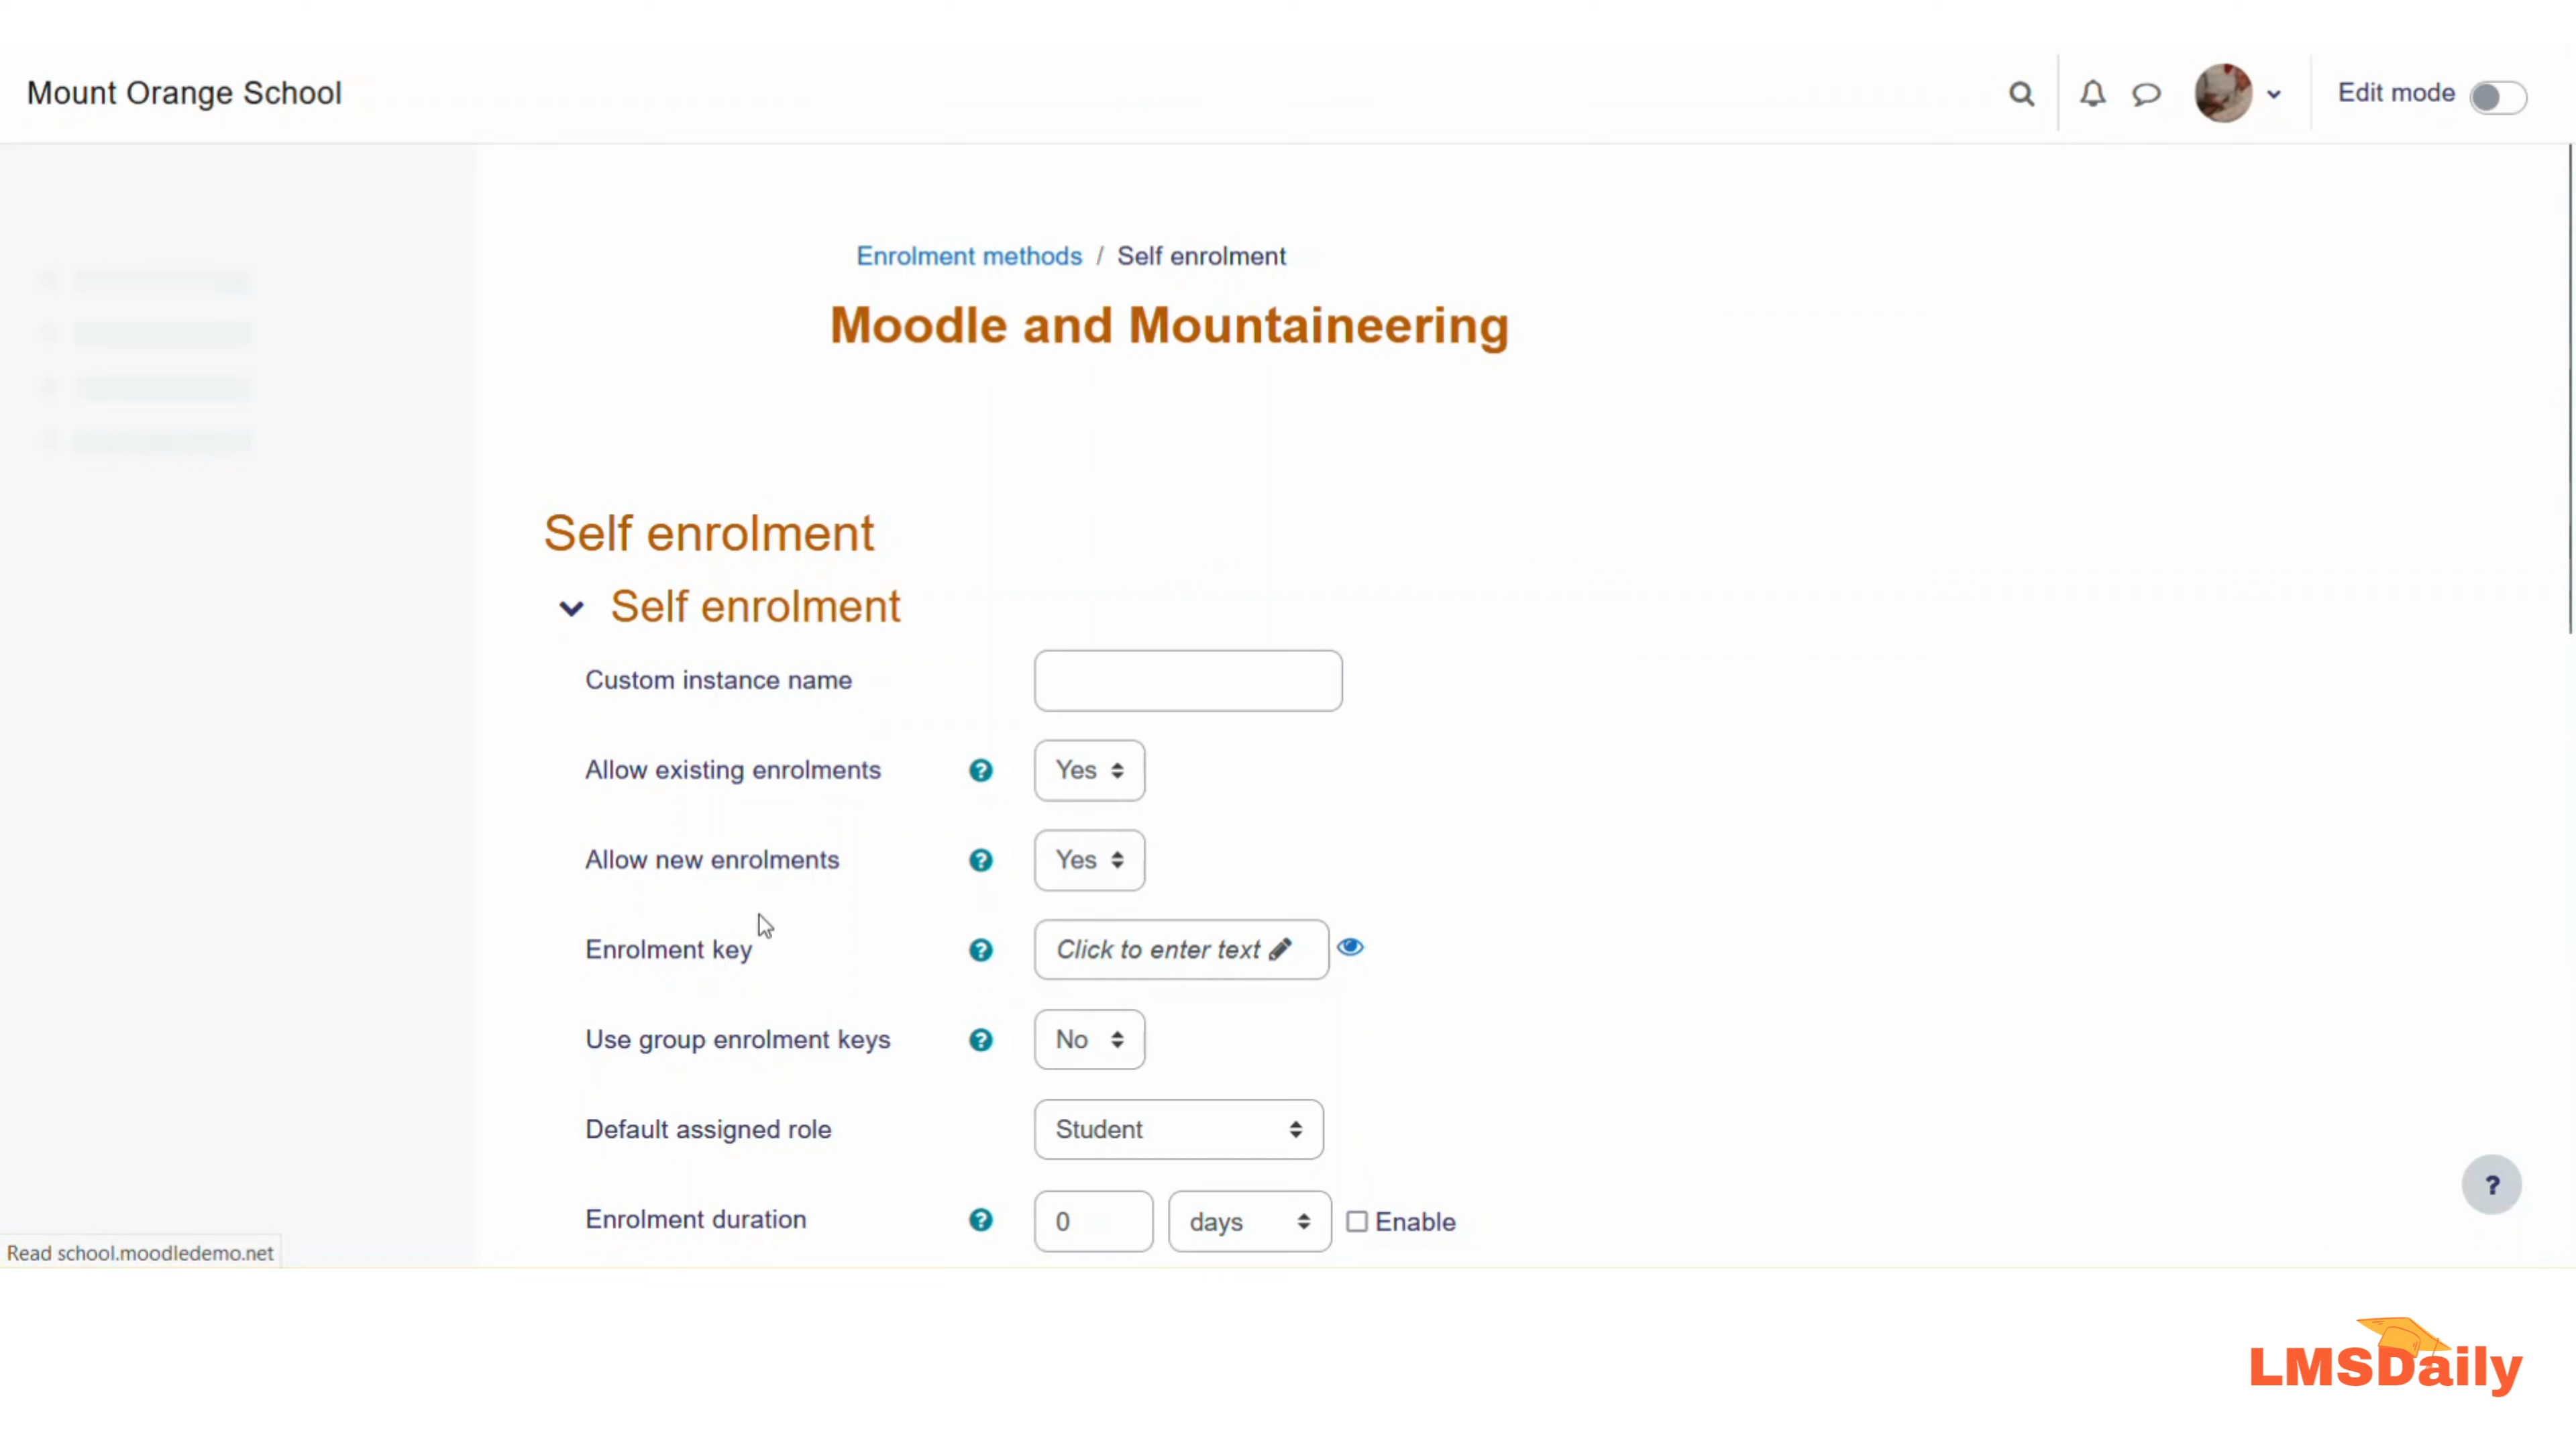 Mount Orange School
Edit mode
Enrolment methods / Self enrolment
Moodle and Mountaineering
Self enrolment
Self enrolment
Custom instance name
Allow existing enrolments ? Yes
Allow new enrolments ? Yes
Enrolment key ? Click to enter text
Use group enrolment keys ? No
Default assigned role Student
Enrolment duration ? 0 days Enable
?
Read school.moodledemo.net
LMSDaily